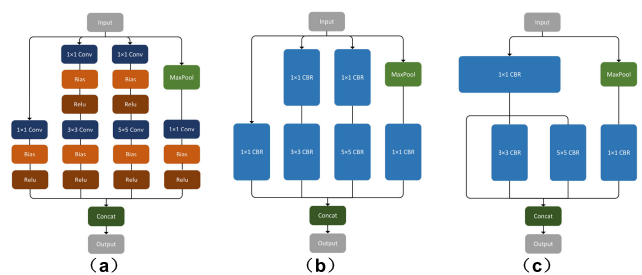 Input
1×1 Conv
1×1 Conv
Bias
Bias
MaxPool
Relu
Relu
1×1 Conv
3×3 Conv
5×5 Conv
1×1 Conv
Bias
Bias
Bias
Bias
Relu
Relu
Relu
Relu
Concat
Output
(a)
Input
1×1 CBR
1×1 CBR
MaxPool
1×1 CBR
3×3 CBR
5×5 CBR
1×1 CBR
Concat
Output
(b)
Input
1×1 CBR
MaxPool
3×3 CBR
5×5 CBR
1×1 CBR
Concat
Output
(c)